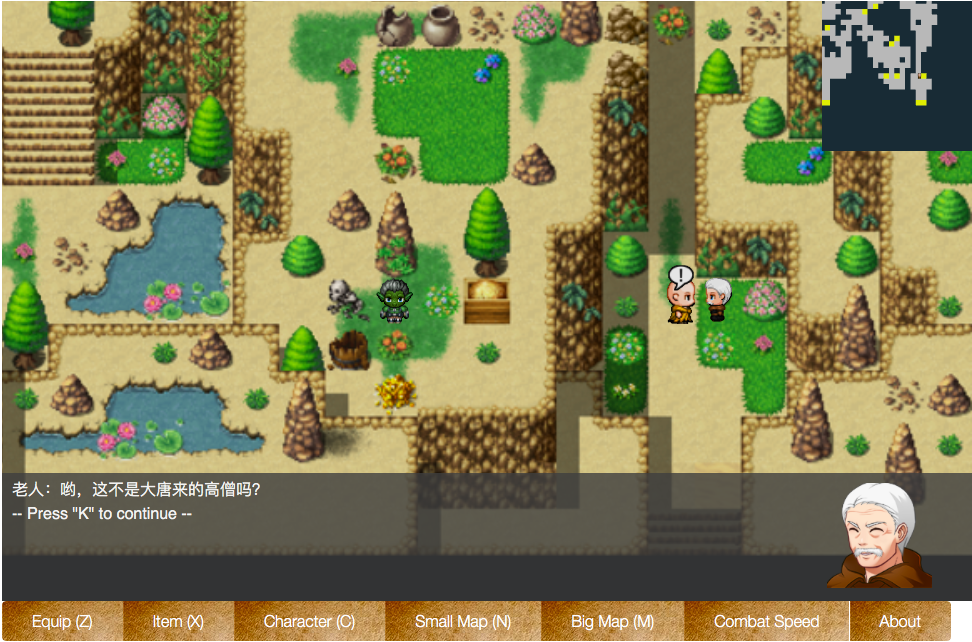 老人：哟，这不是大唐来的高僧吗?
-- Press "K" to continue --
Equip (Z)
Item (X)
Character (C)
Small Map (N)
Big Map (M)
Combat Speed
About